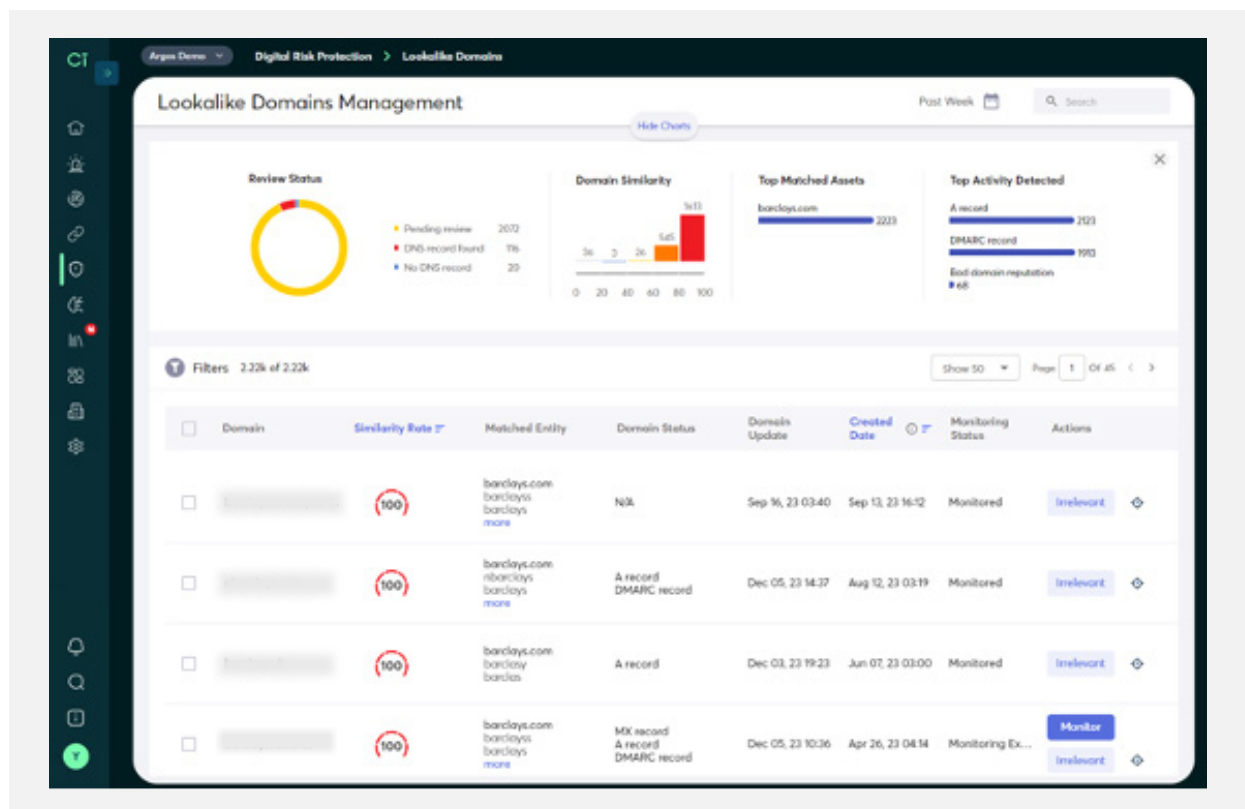 CT
Argos Demo
Digital Risk Protection > Lookalike Domains
Lookalike Domains Management
Past Week
Search
Hide Charts
Review Status
Pending review 2072
DNS record found 116
No DNS record 20
Domain Similarity
1613
545
36 3 26
0 20 40 60 80 100
Top Matched Assets
barclays.com
2223
Top Activity Detected
A record
2123
DMARC record
1910
Bad domain reputation
68
Filters 2.22k of 2.22k
Show 50
Page 1 Of 45 < >
Domain Similarity Rate Matched Entity Domain Status Domain Update Created Date Monitoring Status Actions
100
barclays.com
barclayss
barclays
more
N/A
Sep 16, 23 03:40
Sep 13, 23 16:12
Monitored
Irrelevant
100
barclays.com
nbarclays
barclays
more
A record
DMARC record
Dec 05, 23 14:37
Aug 12, 23 03:19
Monitored
Irrelevant
100
barclays.com
barclasy
barclas
A record
Dec 03, 23 19:23
Jun 07, 23 03:00
Monitored
Irrelevant
100
barclays.com
barclayss
barclays
more
MX record
A record
DMARC record
Dec 05, 23 10:36
Apr 26, 23 04:14
Monitoring Ex...
Monitor
Irrelevant
Y